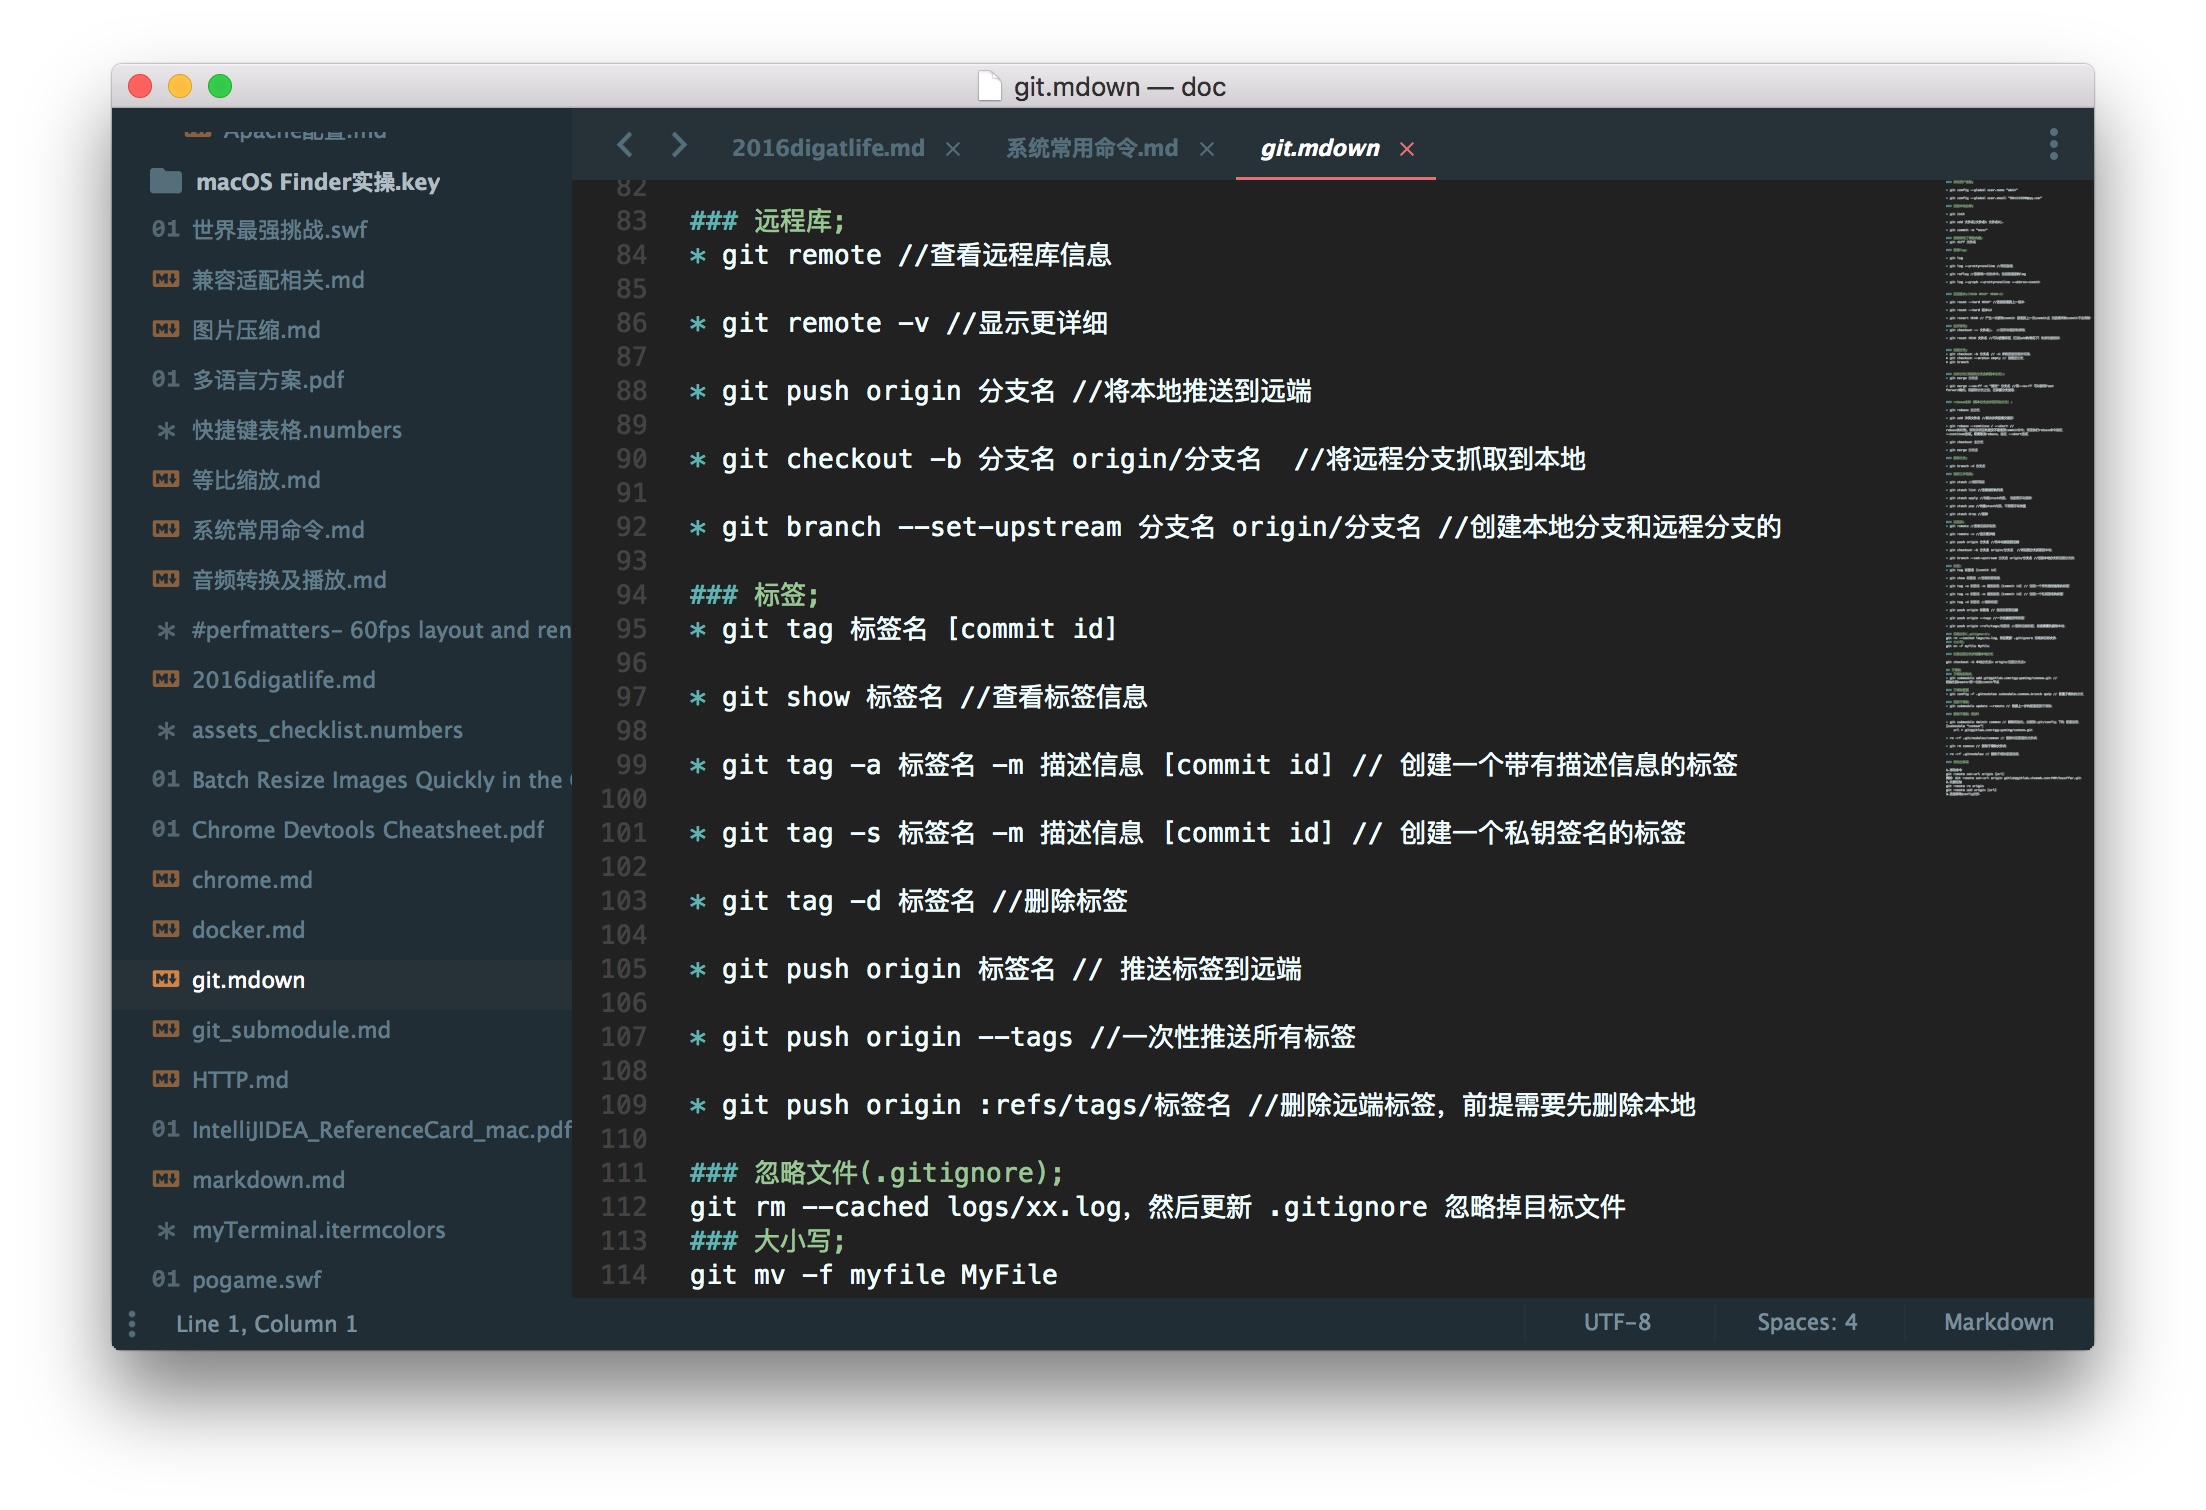 git.mdown — doc
Apache配置.md
macOS Finder实操.key
01 世界最强挑战.swf
M↓ 兼容适配相关.md
M↓ 图片压缩.md
01 多语言方案.pdf
* 快捷键表格.numbers
M↓ 等比缩放.md
M↓ 系统常用命令.md
M↓ 音频转换及播放.md
* #perfmatters- 60fps layout and ren
M↓ 2016digatlife.md
* assets_checklist.numbers
01 Batch Resize Images Quickly in the
01 Chrome Devtools Cheatsheet.pdf
M↓ chrome.md
M↓ docker.md
M↓ git.mdown
M↓ git_submodule.md
M↓ HTTP.md
01 IntelliJIDEA_ReferenceCard_mac.pdf
M↓ markdown.md
* myTerminal.itermcolors
01 pogame.swf
2016digatlife.md × 系统常用命令.md × git.mdown ×
82
83 ### 远程库;
84 * git remote //查看远程库信息
85
86 * git remote -v //显示更详细
87
88 * git push origin 分支名 //将本地推送到远端
89
90 * git checkout -b 分支名 origin/分支名  //将远程分支抓取到本地
91
92 * git branch --set-upstream 分支名 origin/分支名 //创建本地分支和远程分支的
93
94 ### 标签;
95 * git tag 标签名 [commit id]
96
97 * git show 标签名 //查看标签信息
98
99 * git tag -a 标签名 -m 描述信息 [commit id] // 创建一个带有描述信息的标签
100
101 * git tag -s 标签名 -m 描述信息 [commit id] // 创建一个私钥签名的标签
102
103 * git tag -d 标签名 //删除标签
104
105 * git push origin 标签名 // 推送标签到远端
106
107 * git push origin --tags //一次性推送所有标签
108
109 * git push origin :refs/tags/标签名 //删除远端标签，前提需要先删除本地
110
111 ### 忽略文件(.gitignore);
112 git rm --cached logs/xx.log，然后更新 .gitignore 忽略掉目标文件
113 ### 大小写;
114 git mv -f myfile MyFile
Line 1, Column 1
UTF-8 Spaces: 4 Markdown